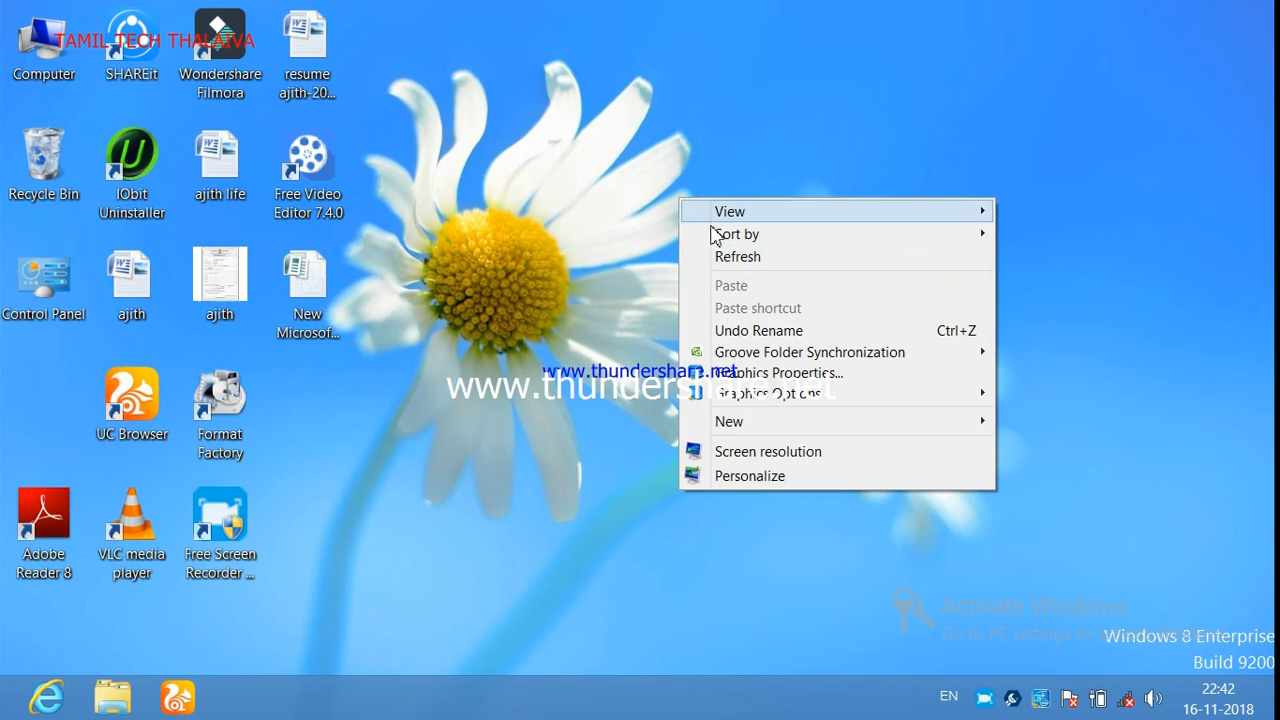 TAMIL TECH THALAIVA
Computer
SHAREit
Wondershare
Filmora
resume
ajith-20...
Recycle Bin
IObit
Uninstaller
ajith life
Free Video
Editor 7.4.0
Control Panel
ajith
ajith
New
Microsof...
UC Browser
Format
Factory
Adobe
Reader 8
VLC media
player
Free Screen
Recorder ...
View
Sort by
Refresh
Paste
Paste shortcut
Undo Rename Ctrl+Z
Groove Folder Synchronization
www.thundershare.net
Graphics Properties...
www.thundershare.net
Graphics Options
New
Screen resolution
Personalize
Activate Windows
Go to PC settings to
Windows 8 Enterprise
Build 9200
EN
22:42
16-11-2018